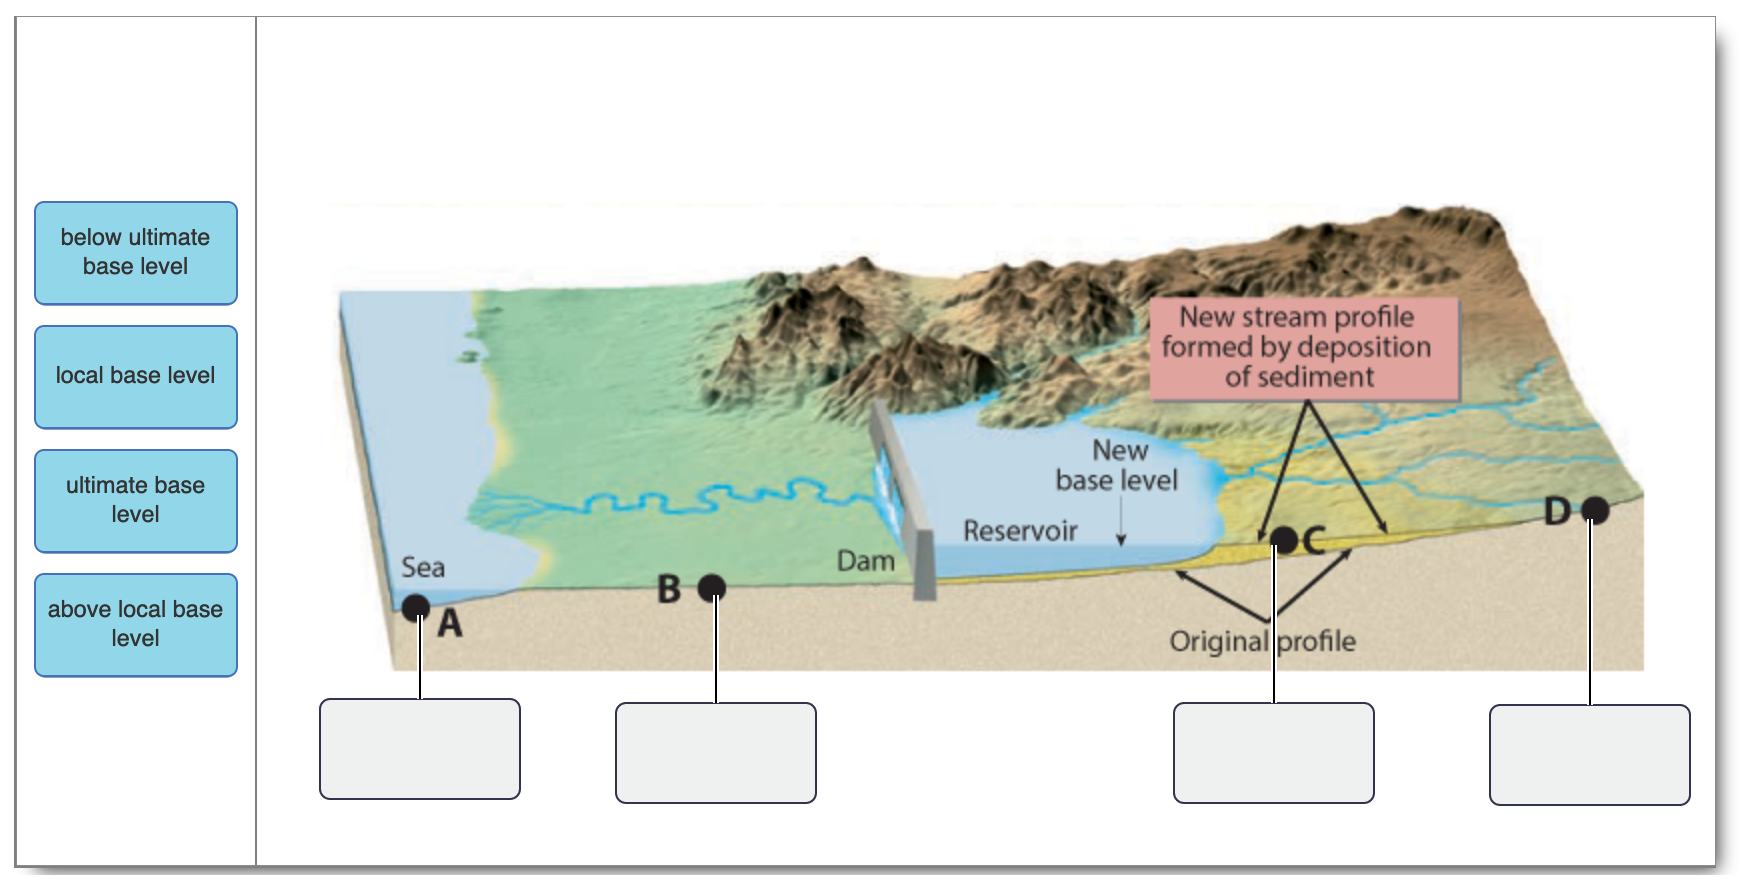 below ultimate
base level
local base level
ultimate base
level
above local base
level
New stream profile
formed by deposition
of sediment
New
base level
Reservoir
Dam
Sea
A
B
C
D
Original profile